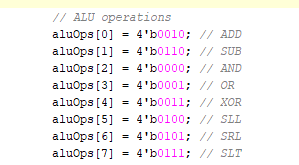 // ALU operations
aluOps[0] = 4'b0010; // ADD
aluOps[1] = 4'b0110; // SUB
aluOps[2] = 4'b0000; // AND
aluOps[3] = 4'b0001; // OR
aluOps[4] = 4'b0011; // XOR
aluOps[5] = 4'b0100; // SLL
aluOps[6] = 4'b0101; // SRL
aluOps[7] = 4'b0111; // SLT